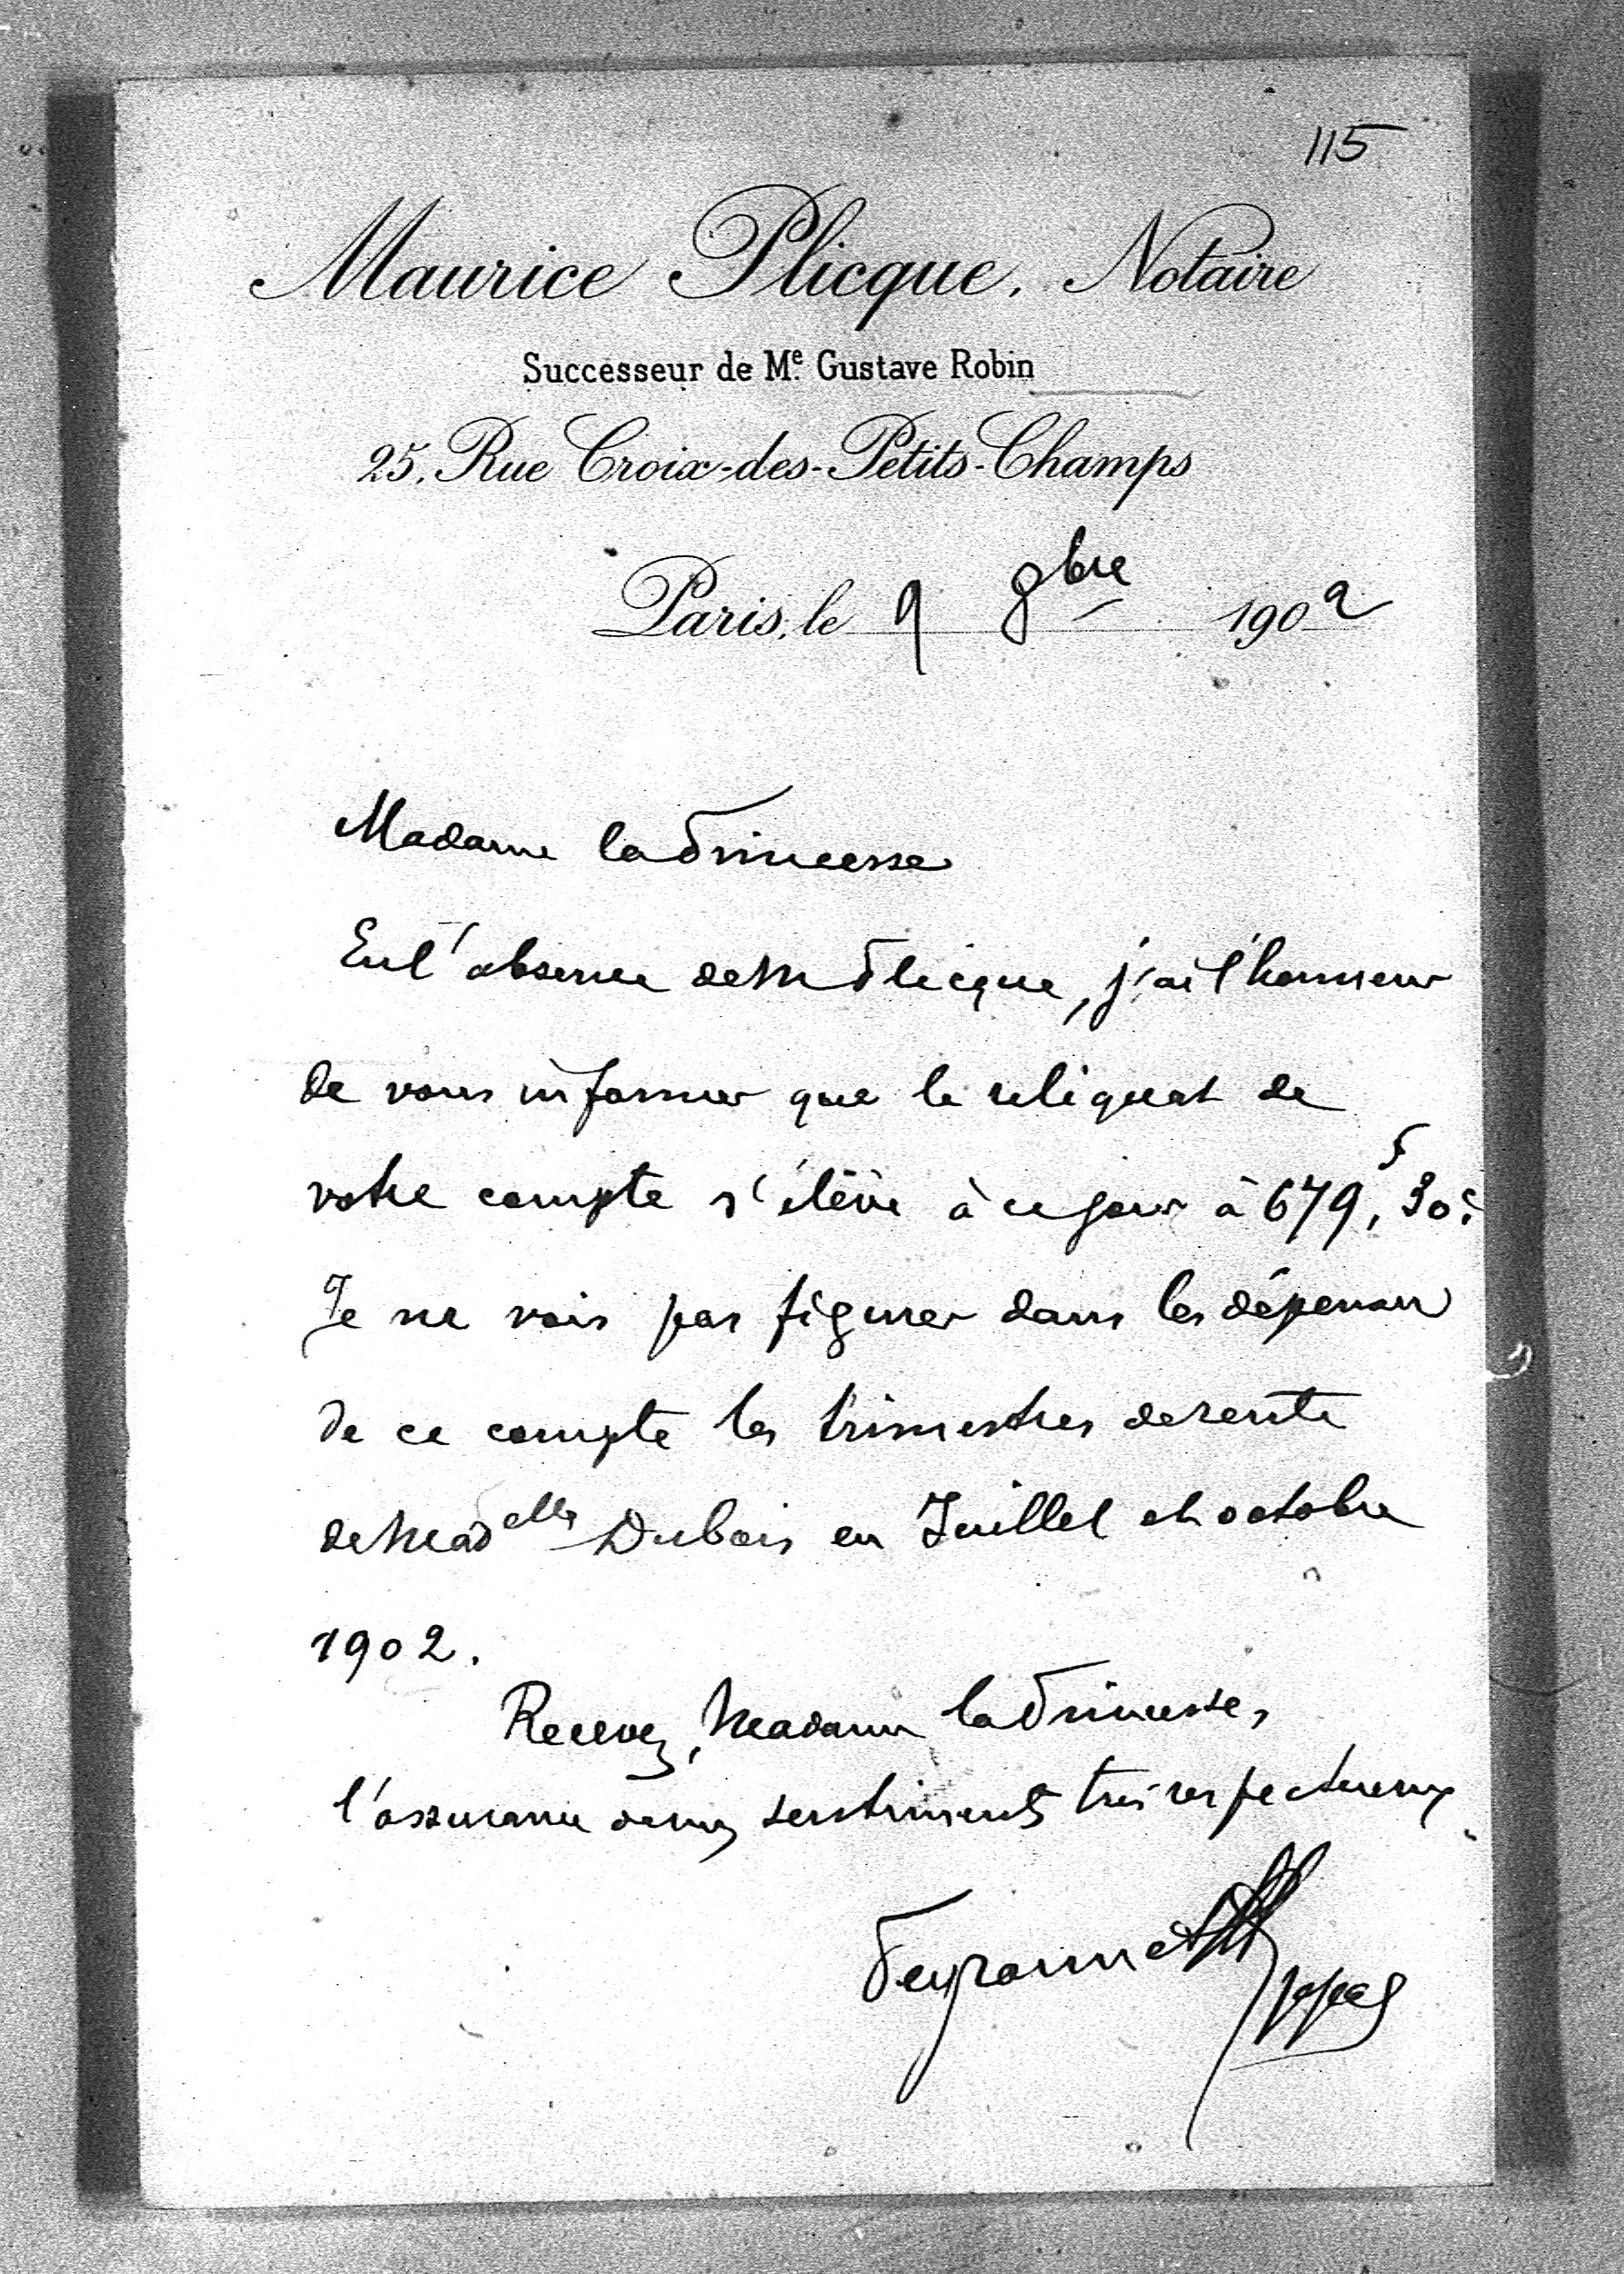 115
Maurice Plicque, Notaire
Successeur de Me. Gustave Robin
25, Rue Croix-des-Petits-Champs
Paris, le 9 8bre 1902
Madame la Princesse
En l'absence de M Plicque, j'ai l'honneur
de vous informer que le reliquat de
votre compte s'élève à ce jour à 679f,30c
Je ne vois pas figurer dans les dépenses
de ce compte les trimestres de rente
de Madelle Dubois en Juillet et octobre
1902.
Recevez, Madame la Princesse,
l'assurance de mes sentiments très respectueux